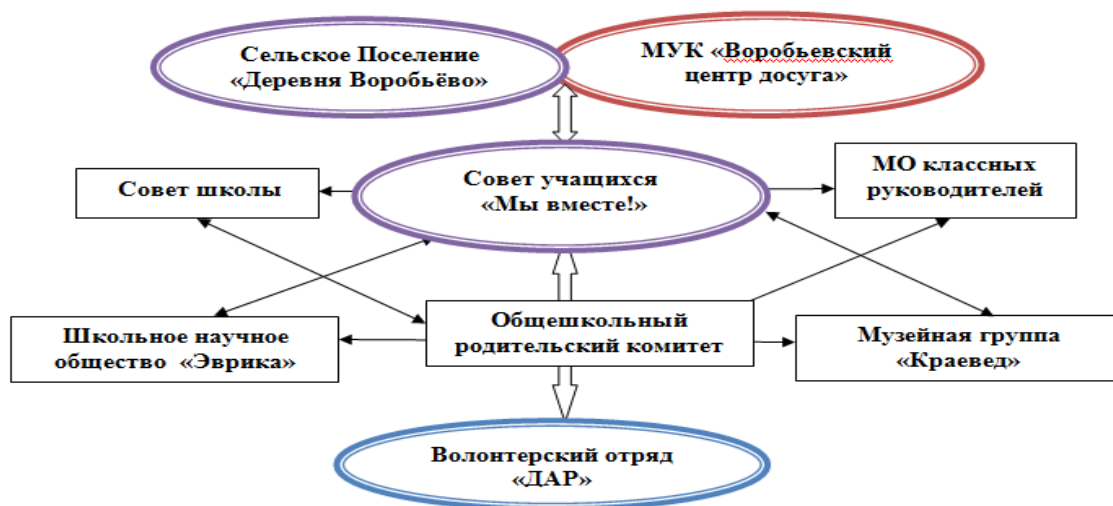 Сельское Поселение
«Деревня Воробьёво»
МУК «Воробьевский
центр досуга»
Совет школы
Совет учащихся
«Мы вместе!»
МО классных
руководителей
Школьное научное
общество «Эврика»
Общешкольный
родительский комитет
Музейная группа
«Краевед»
Волонтерский отряд
«ДАР»